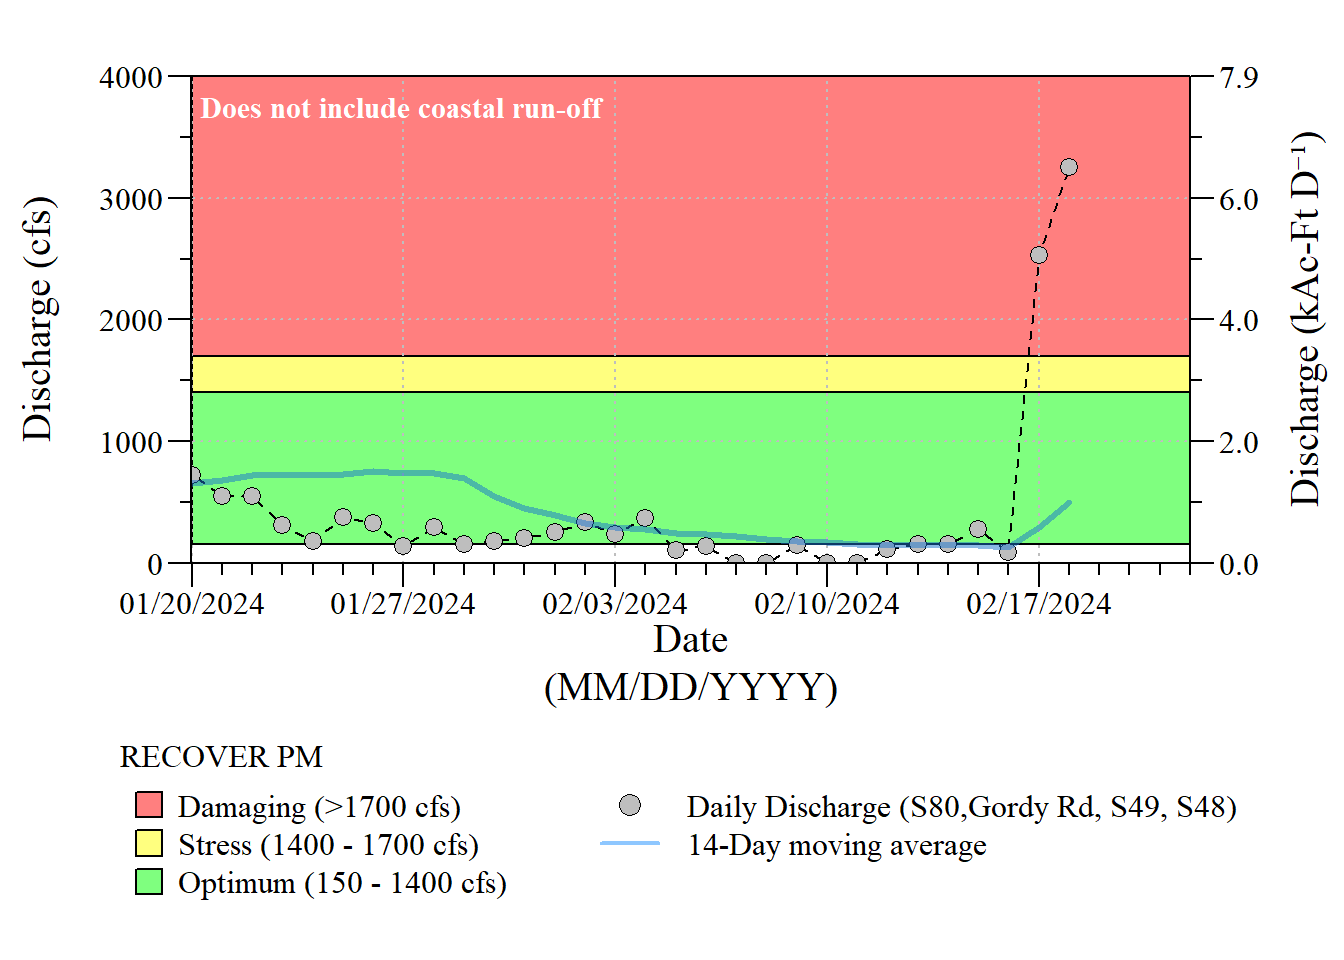 Does not include coastal run-off
4000
3000
2000
1000
0
Discharge (cfs)
7.9
6.0
4.0
2.0
0.0
Discharge (kAc-Ft D⁻¹)
01/20/2024 01/27/2024 02/03/2024 02/10/2024 02/17/2024
Date
(MM/DD/YYYY)
RECOVER PM
Damaging (>1700 cfs)
Stress (1400 - 1700 cfs)
Optimum (150 - 1400 cfs)
Daily Discharge (S80,Gordy Rd, S49, S48)
14-Day moving average